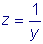 z = 1/y